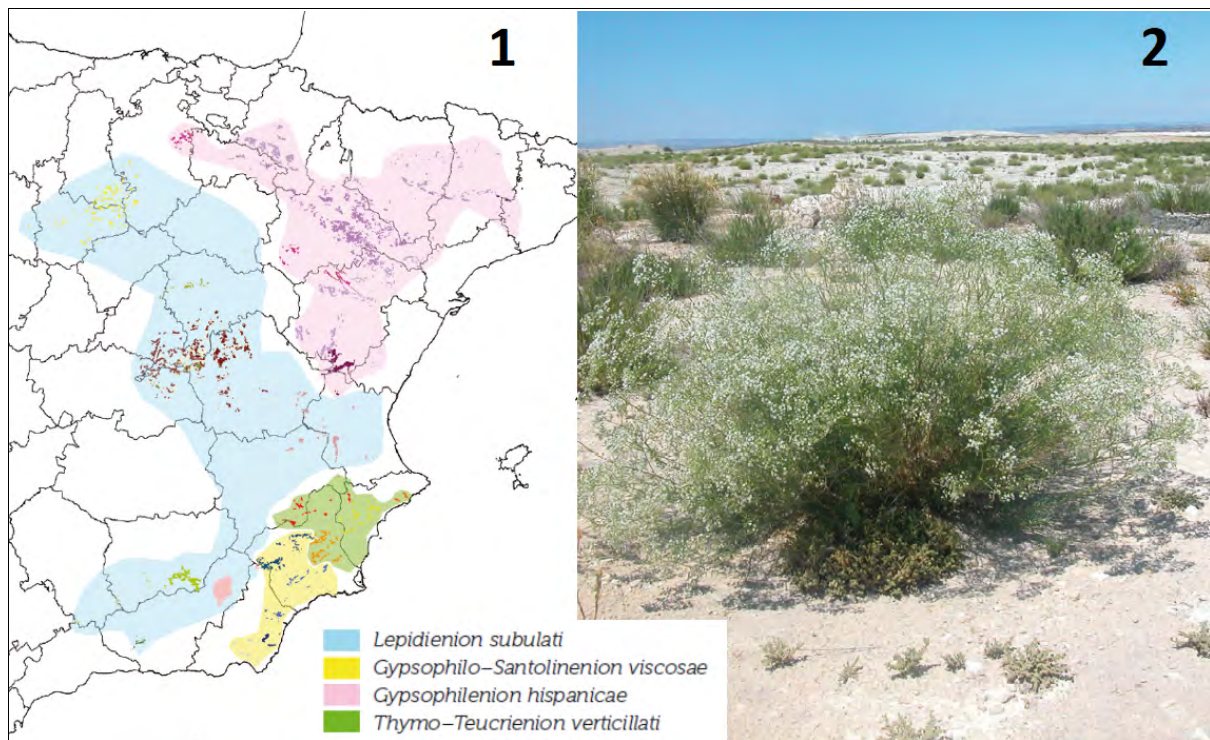 1
2
Lepidienion subulati
Gypsophilo–Santolinenion viscosae
Gypsophilenion hispanicae
Thymo–Teucrienion verticillati